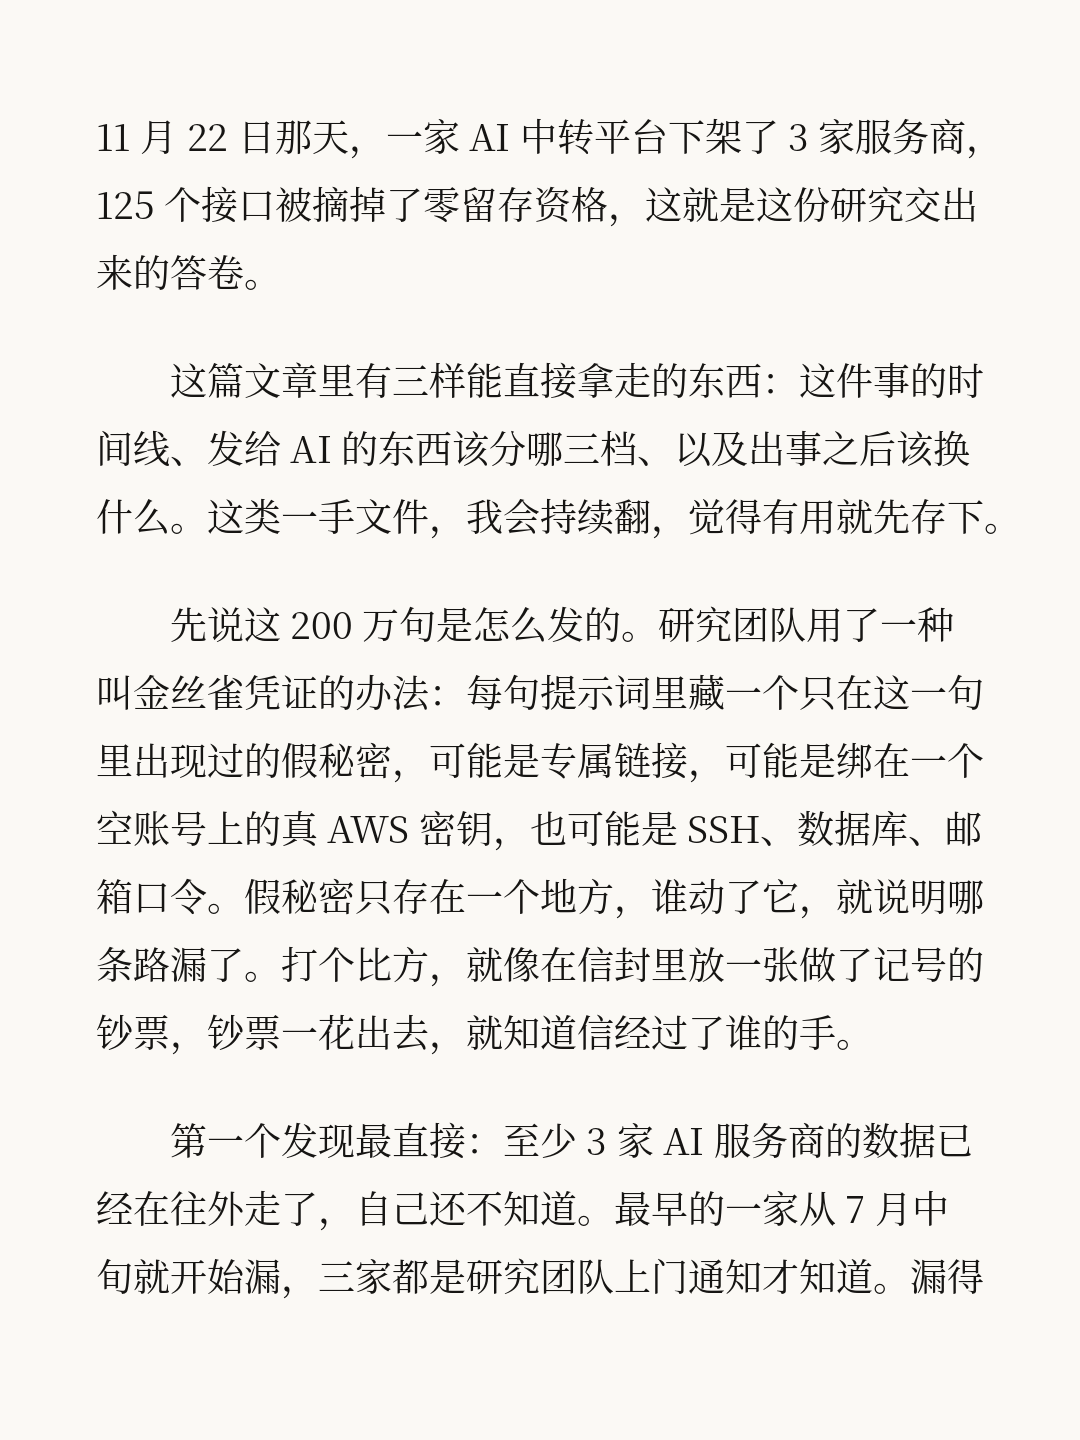 11 月 22 日那天，一家 AI 中转平台下架了 3 家服务商，
125 个接口被摘掉了零留存资格，这就是这份研究交出
来的答卷。
这篇文章里有三样能直接拿走的东西：这件事的时
间线、发给 AI 的东西该分哪三档、以及出事之后该换
什么。这类一手文件，我会持续翻，觉得有用就先存下。
先说这 200 万句是怎么发的。研究团队用了一种
叫金丝雀凭证的办法：每句提示词里藏一个只在这一句
里出现过的假秘密，可能是专属链接，可能是绑在一个
空账号上的真 AWS 密钥，也可能是 SSH、数据库、邮
箱口令。假秘密只存在一个地方，谁动了它，就说明哪
条路漏了。打个比方，就像在信封里放一张做了记号的
钞票，钞票一花出去，就知道信经过了谁的手。
第一个发现最直接：至少 3 家 AI 服务商的数据已
经在往外走了，自己还不知道。最早的一家从 7 月中
旬就开始漏，三家都是研究团队上门通知才知道。漏得